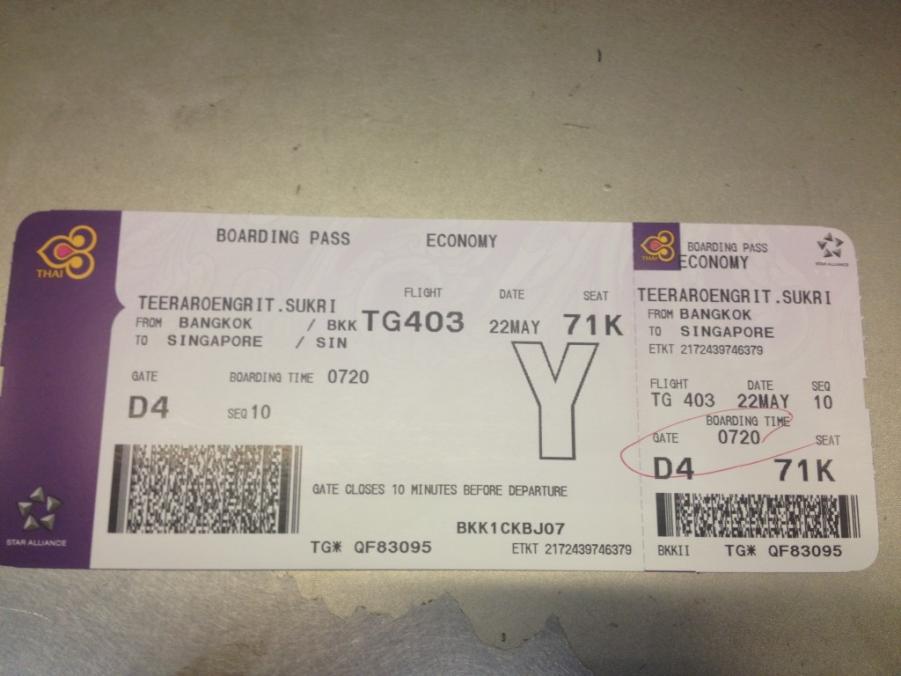 THAI
STAR ALLIANCE
BOARDING PASS ECONOMY
FLIGHT DATE SEAT
TEERAROENGRIT.SUKRI
FROM BANGKOK / BKK TG403 22MAY 71K
TO SINGAPORE / SIN
Y
GATE BOARDING TIME 0720
D4 SEQ 10
GATE CLOSES 10 MINUTES BEFORE DEPARTURE
BKK1CKBJ07
TG* QF83095 ETKT 2172439746379
THAI
BOARDING PASS
STAR ALLIANCE
ECONOMY
TEERAROENGRIT.SUKRI
FROM BANGKOK
TO SINGAPORE
ETKT 2172439746379
FLIGHT DATE SEQ
TG 403 22MAY 10
BOARDING TIME
GATE 0720 SEAT
D4 71K
BKKII TG* QF83095